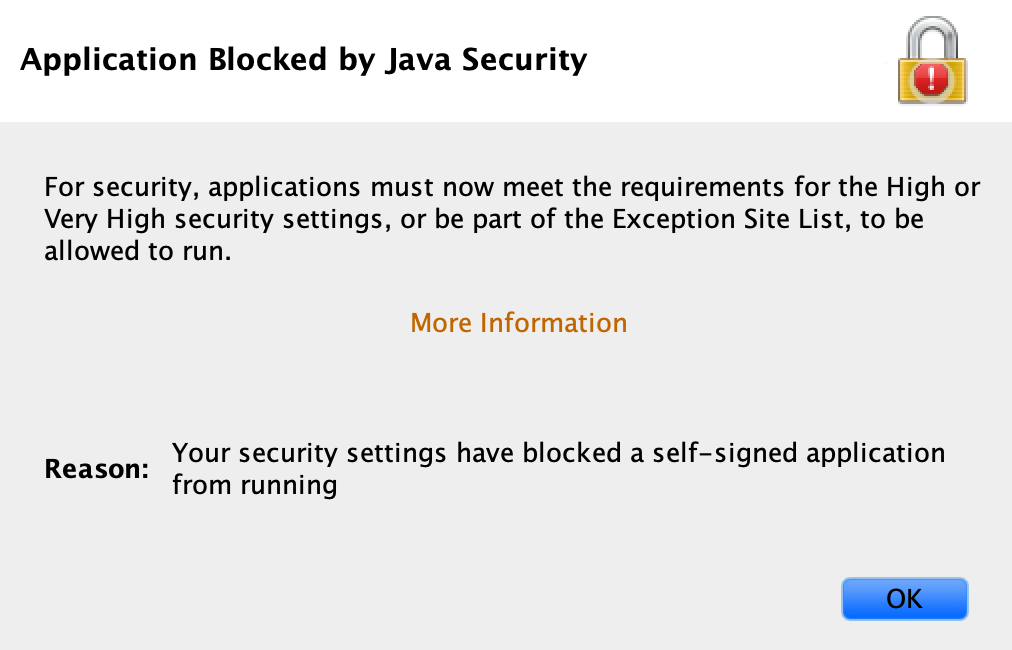 Application Blocked by Java Security
For security, applications must now meet the requirements for the High or
Very High security settings, or be part of the Exception Site List, to be
allowed to run.
More Information
Reason:
Your security settings have blocked a self-signed application
from running
OK